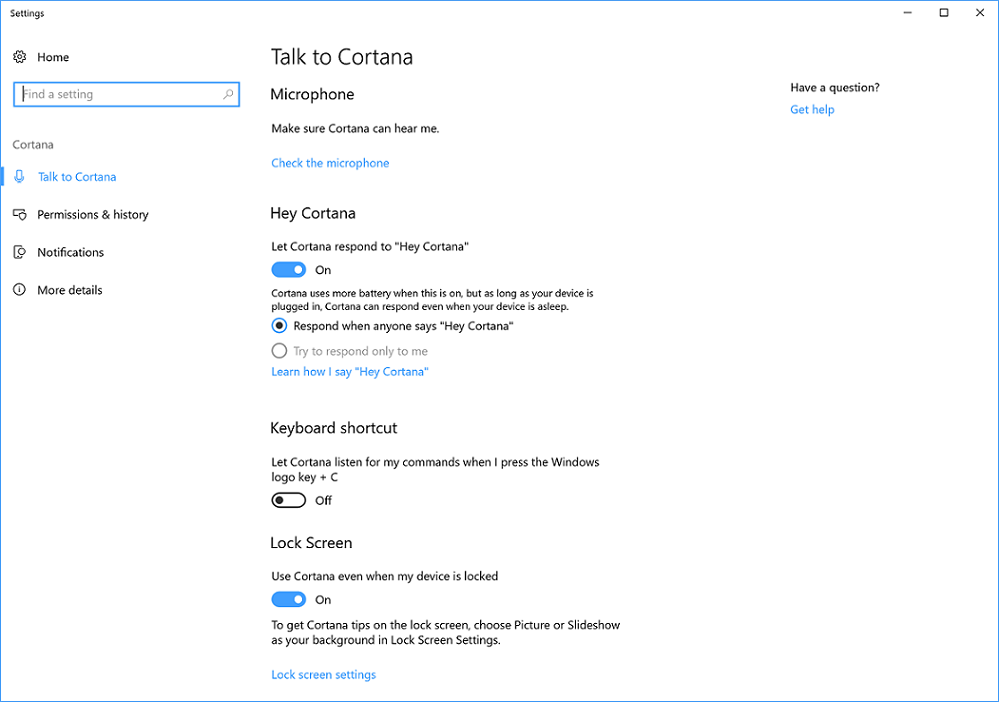 Settings
Home
Find a setting
Cortana
Talk to Cortana
Permissions & history
Notifications
More details
Talk to Cortana
Microphone
Make sure Cortana can hear me.
Check the microphone
Hey Cortana
Let Cortana respond to "Hey Cortana"
On
Cortana uses more battery when this is on, but as long as your device is
plugged in, Cortana can respond even when your device is asleep.
Respond when anyone says "Hey Cortana"
Try to respond only to me
Learn how I say "Hey Cortana"
Keyboard shortcut
Let Cortana listen for my commands when I press the Windows
logo key + C
Off
Lock Screen
Use Cortana even when my device is locked
On
To get Cortana tips on the lock screen, choose Picture or Slideshow
as your background in Lock Screen Settings.
Lock screen settings
Have a question?
Get help